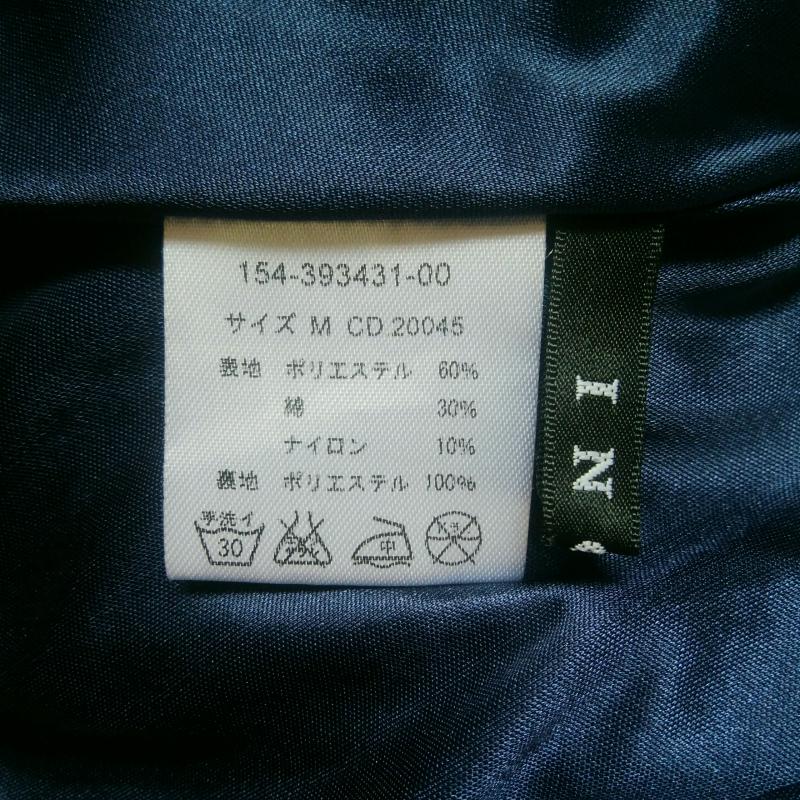 154-393431-00
サイズ M CD 20045
表地 ポリエステル 60%
綿 30%
ナイロン 10%
裏地 ポリエステル 100%
手洗イ
30
中
I
N